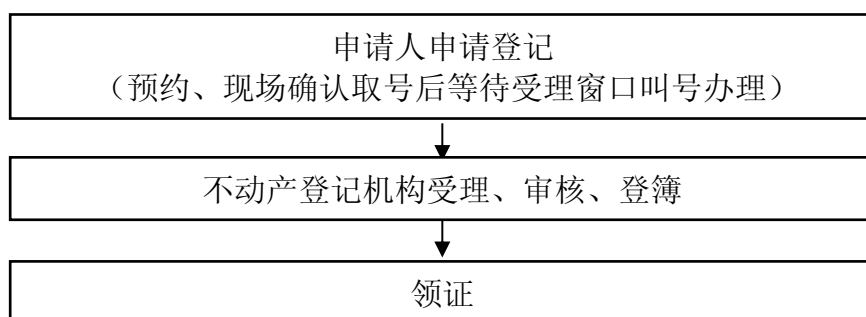 申请人申请登记
（预约、现场确认取号后等待受理窗口叫号办理）
不动产登记机构受理、审核、登簿
领证